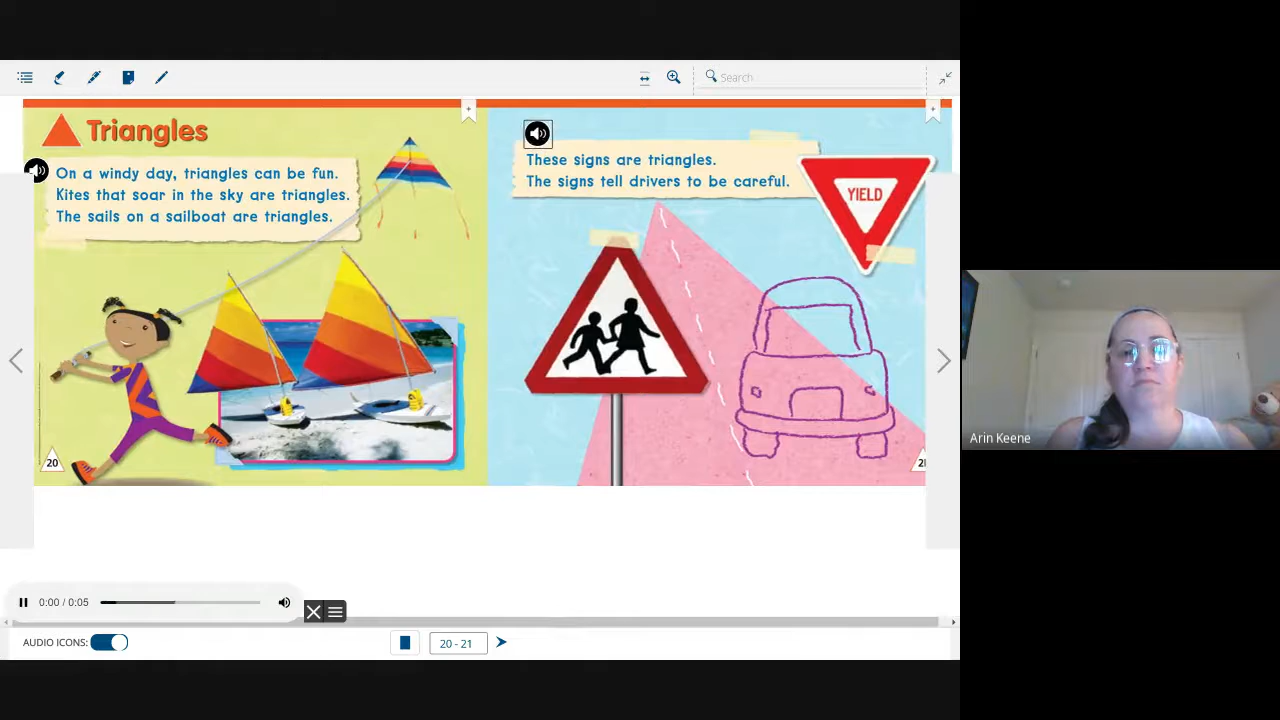 Search
Triangles
On a windy day, triangles can be fun.
Kites that soar in the sky are triangles.
The sails on a sailboat are triangles.
20
These signs are triangles.
The signs tell drivers to be careful.
YIELD
Arin Keene
0:00 / 0:05
AUDIO ICONS:
20 - 21